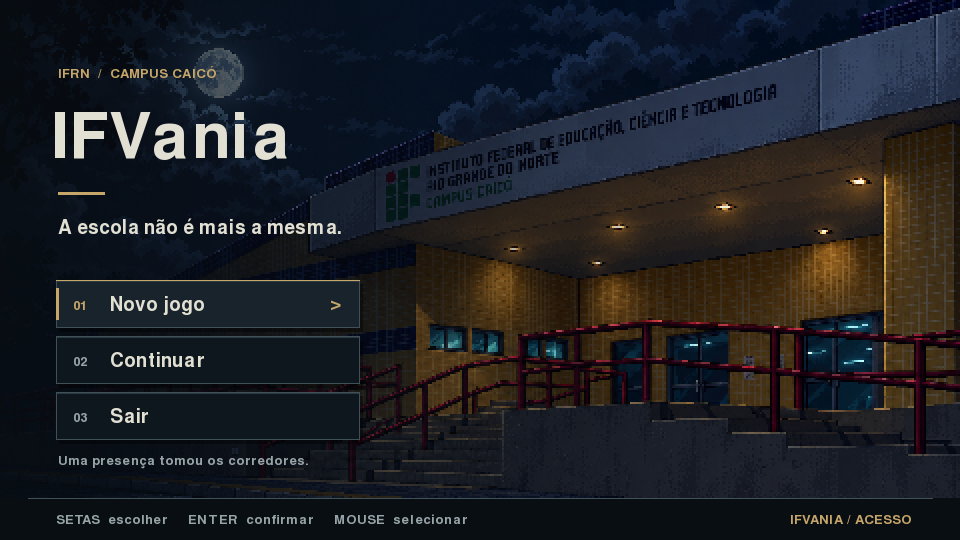 IFRN / CAMPUS CAICÓ
IFVania
A escola não é mais a mesma.
INSTITUTO FEDERAL DE EDUCAÇÃO, CIÊNCIA E TECNOLOGIA
RIO GRANDE DO NORTE
CAMPUS CAICÓ
01 Novo jogo >
02 Continuar
03 Sair
Uma presença tomou os corredores.
SETAS escolher ENTER confirmar MOUSE selecionar
IFVANIA / ACESSO